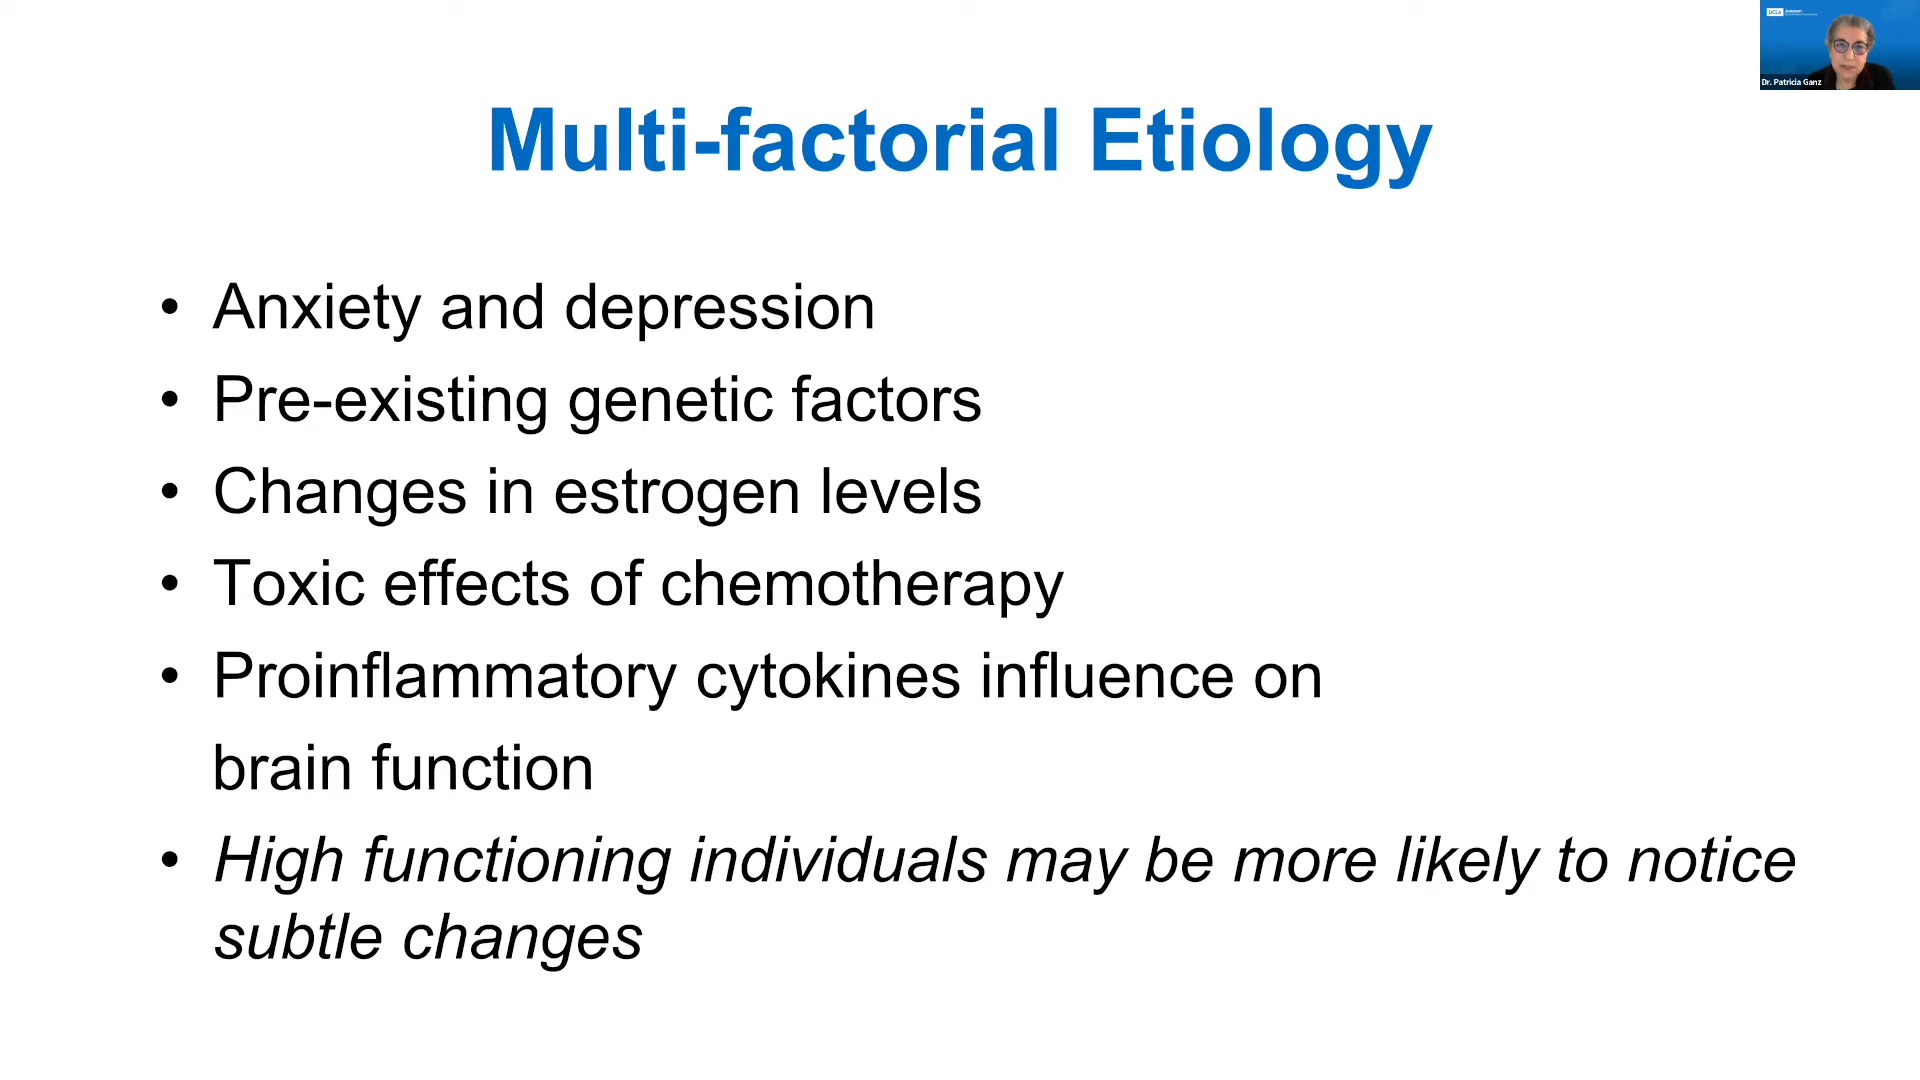 UCLA Jonsson
Dr. Patricia Ganz
Multi-factorial Etiology
• Anxiety and depression
• Pre-existing genetic factors
• Changes in estrogen levels
• Toxic effects of chemotherapy
• Proinflammatory cytokines influence on
brain function
• High functioning individuals may be more likely to notice
subtle changes